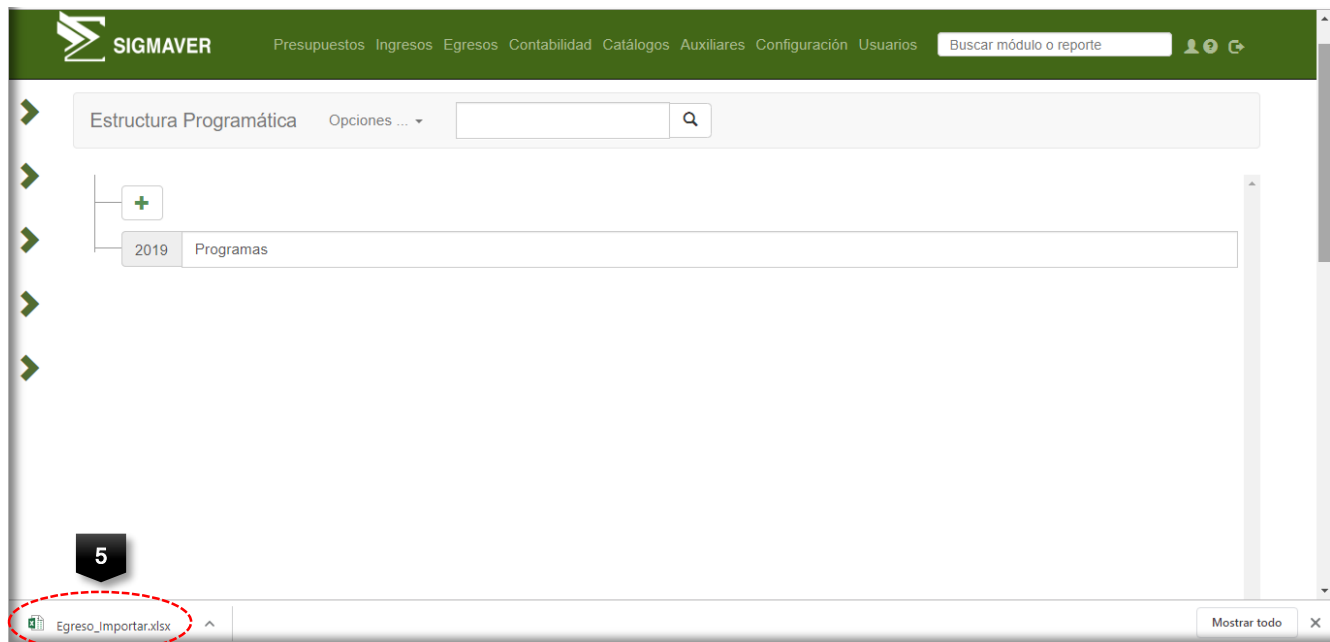 SIGMAVER Presupuestos Ingresos Egresos Contabilidad Catálogos Auxiliares Configuración Usuarios Buscar módulo o reporte
Estructura Programática Opciones ...
2019 Programas
5
Egreso_Importar.xlsx Mostrar todo